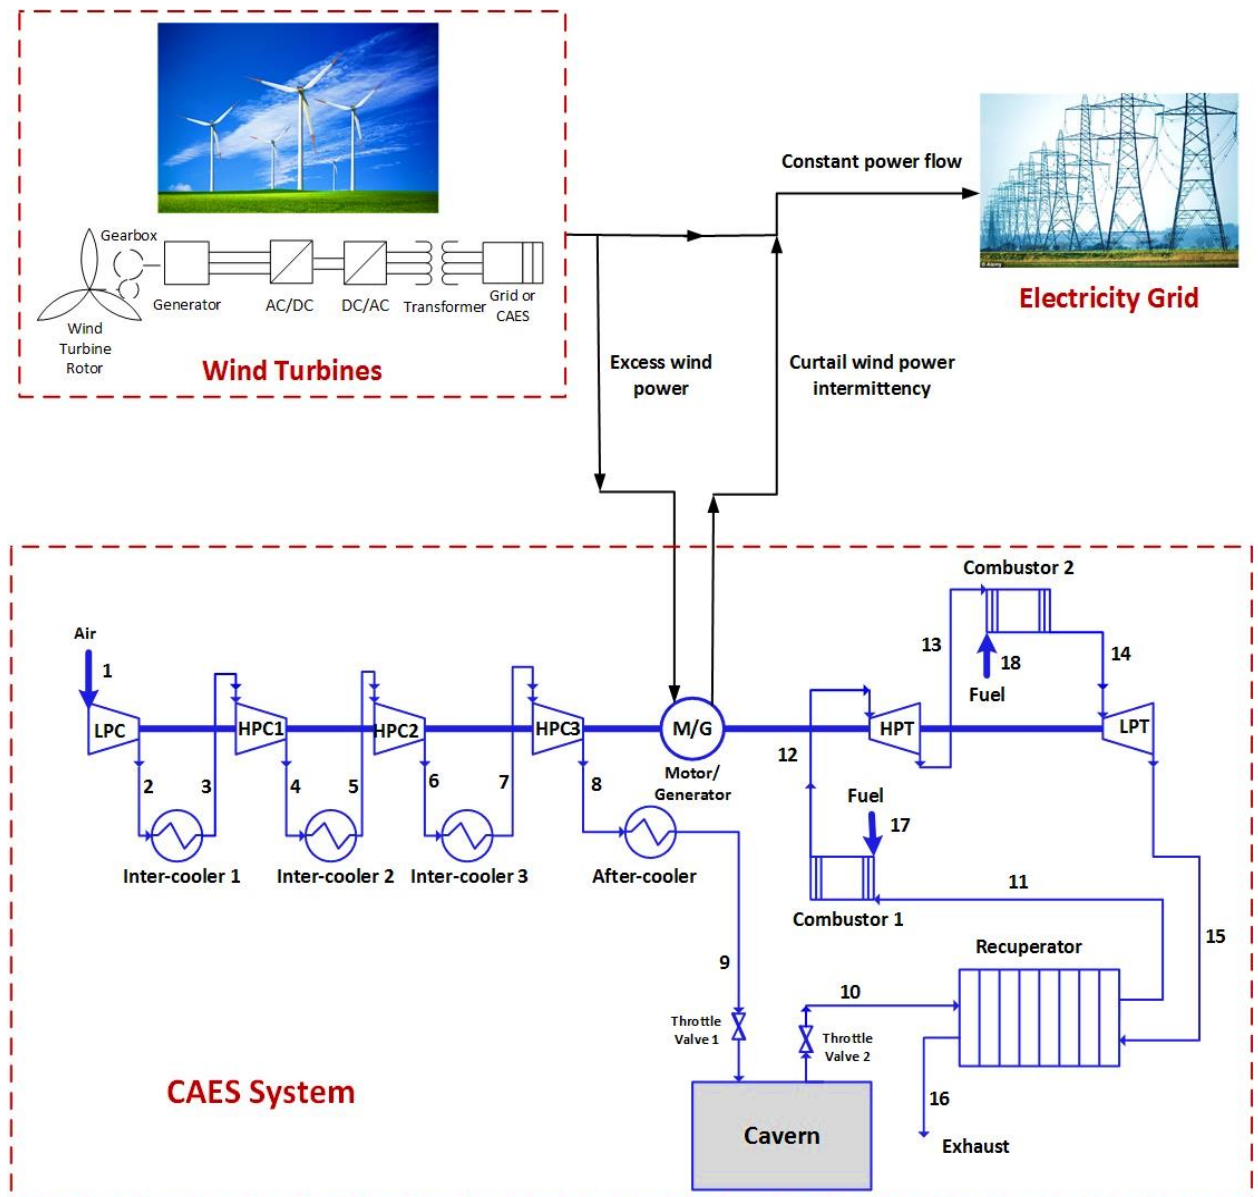 Constant power flow
Gearbox
Generator
AC/DC
DC/AC
Transformer
Grid or
CAES
Wind
Turbine
Rotor
Wind Turbines
© Alamy
Electricity Grid
Excess wind
power
Curtail wind power
intermittency
Combustor 2
Air
1
13
18
14
Fuel
LPC
HPC1
HPC2
HPC3
M/G
HPT
LPT
12
Motor/
Generator
2
3
4
5
6
7
8
Fuel
17
Inter-cooler 1
Inter-cooler 2
Inter-cooler 3
After-cooler
11
Combustor 1
15
Recuperator
9
10
Throttle
Valve 1
Throttle
Valve 2
CAES System
16
Cavern
Exhaust